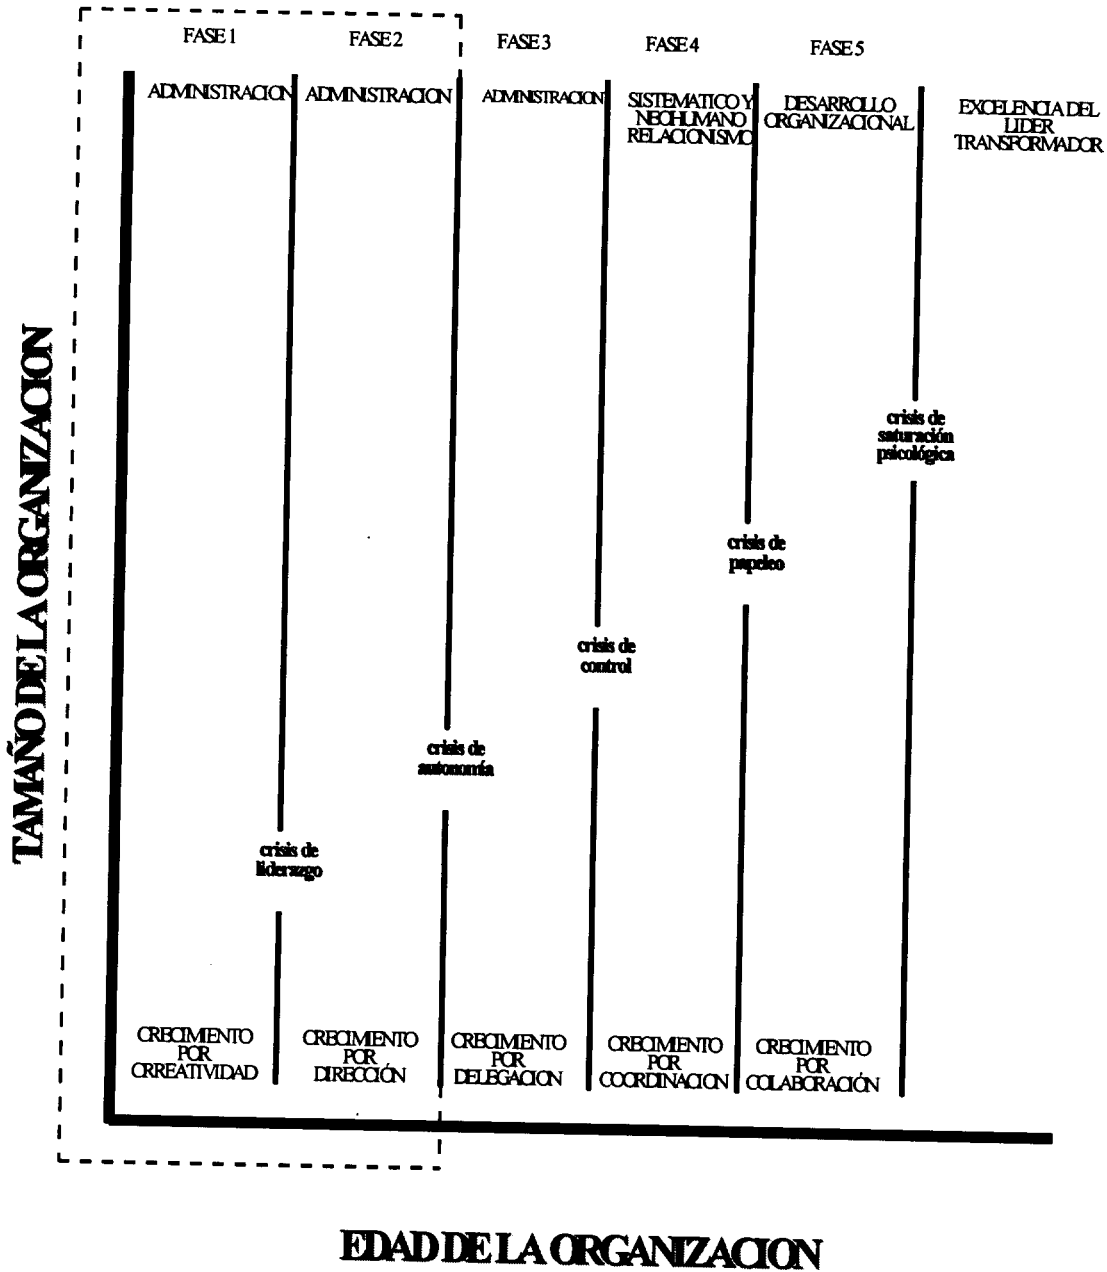 FASE 1
FASE 2
FASE 3
FASE 4
FASE 5
ADMINISTRACION
ADMINISTRACION
ADMINISTRACION
SISTEMATICO Y
NEOHUMANO
RELACIONISMO
DESARROLLO
ORGANIZACIONAL
EXCELENCIA DEL
LIDER
TRANSFORMADOR
TAMAÑO DE LA ORGANIZACION
crisis de
saturación
psicológica
crisis de
papeleo
crisis de
control
crisis de
autonomía
crisis de
liderazgo
CRECIMIENTO
POR
CRREATIVIDAD
CRECIMIENTO
POR
DIRECCIÓN
CRECIMIENTO
POR
DELEGACION
CRECIMIENTO
POR
COORDINACION
CRECIMIENTO
POR
COLABORACIÓN
EDAD DE LA ORGANIZACION